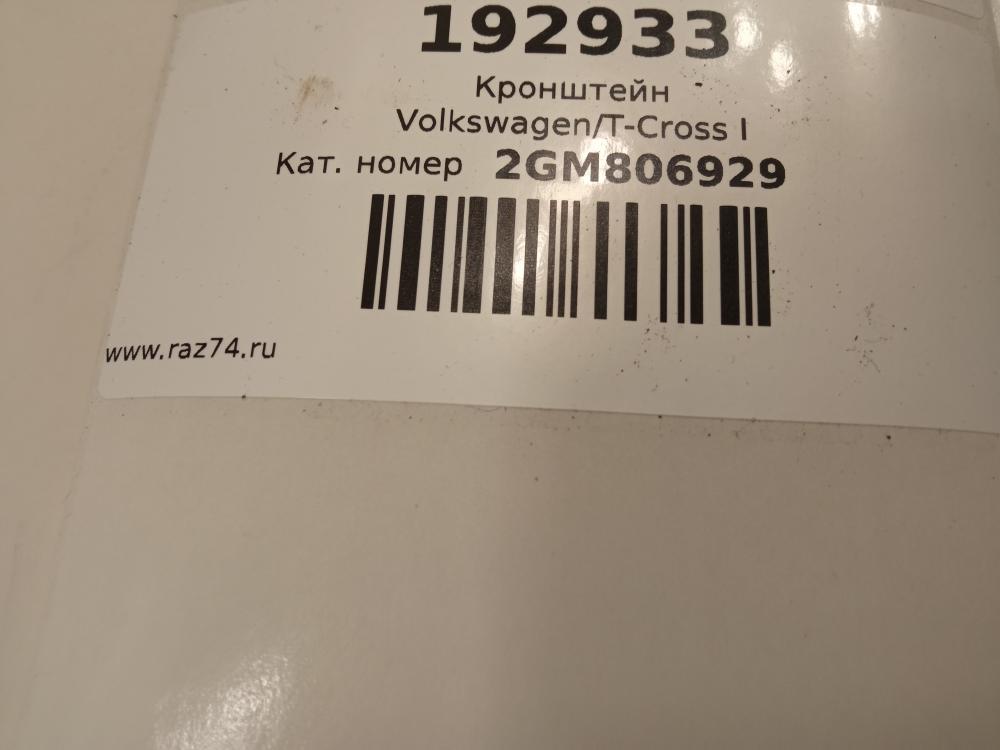 192933
Кронштейн
Volkswagen/T-Cross I
Кат. номер 2GM806929
www.raz74.ru